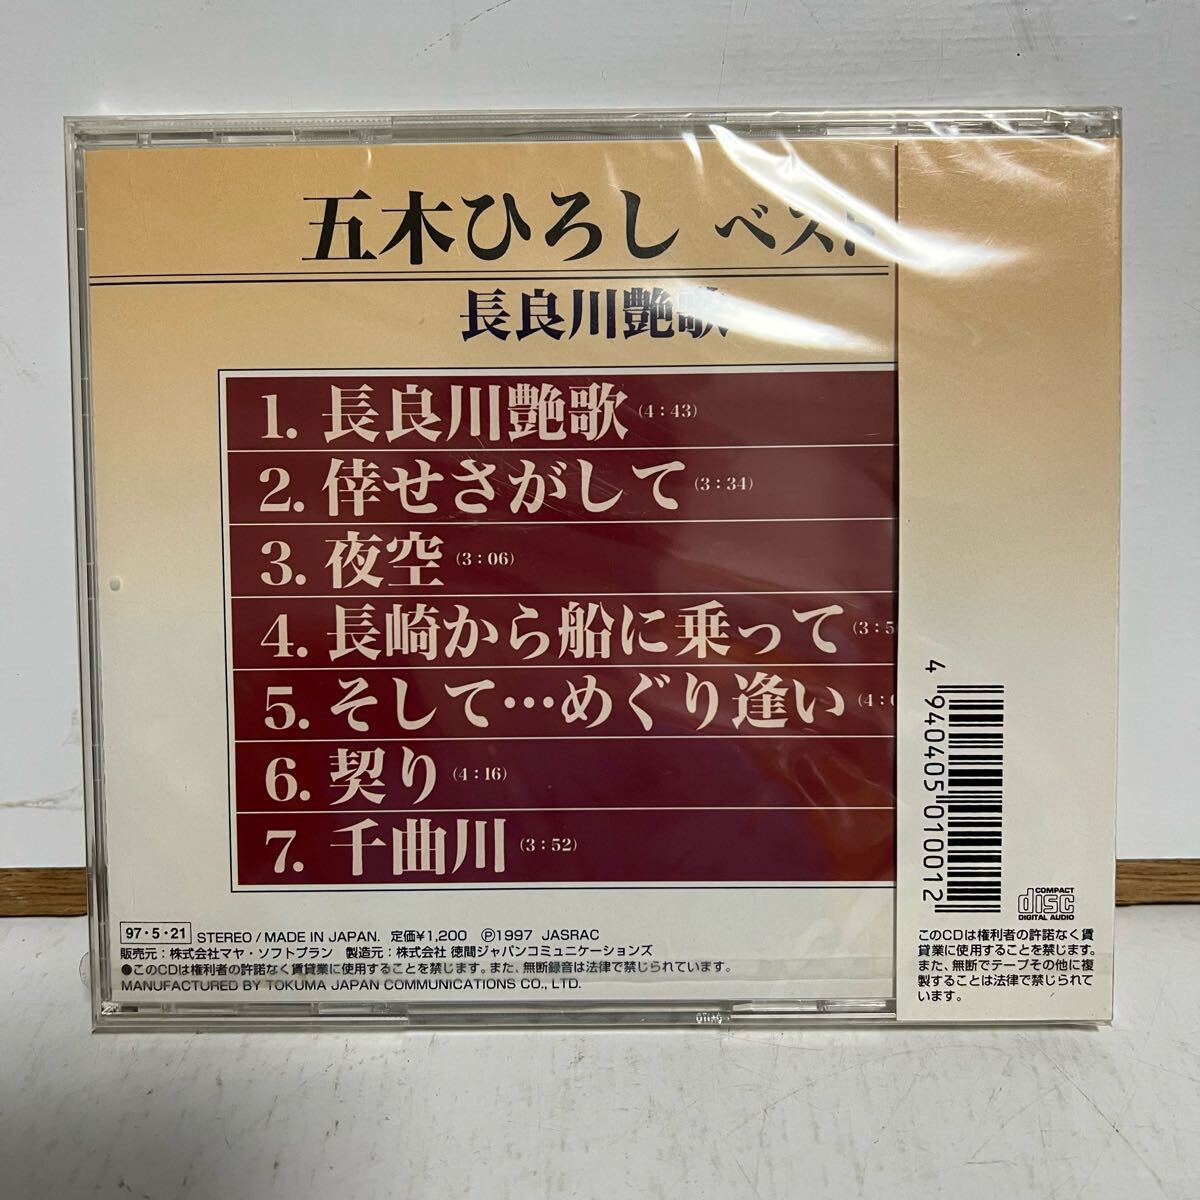 五木ひろし ベスト
長良川艶歌
1. 長良川艶歌 (4:43)
2. 倖せさがして (3:34)
3. 夜空 (3:06)
4. 長崎から船に乗って (3:5
5. そして…めぐり逢い (4:0
6. 契り (4:16)
7. 千曲川 (3:52)
97・5・21 STEREO / MADE IN JAPAN. 定価¥1,200 Ⓟ1997 JASRAC
販売元:株式会社マヤ・ソフトプラン 製造元:株式会社 徳間ジャパンコミュニケーションズ
●このCDは権利者の許諾なく賃貸業に使用することを禁じます。また、無断録音は法律で禁じられています。
MANUFACTURED BY TOKUMA JAPAN COMMUNICATIONS CO., LTD.
4 940405 010012
COMPACT
disc
DIGITAL AUDIO
このCDは権利者の許諾なく賃
貸業に使用することを禁じます。
また、無断でテープその他に複
製することは法律で禁じられて
います。